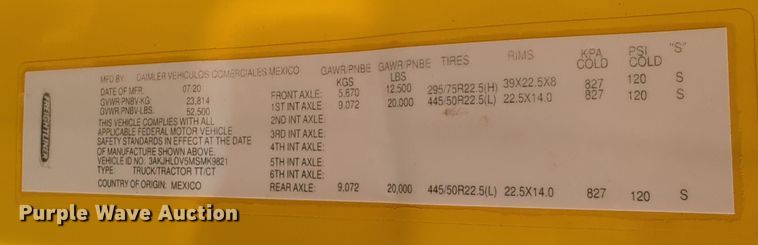 FREIGHTLINER
MFD BY DAIMLER VEHICULOS COMERCIALES MEXICO
DATE OF MFR. 07/20
GVWR/PNBV-KG 23,814
GVWR/PNBV-LBS. 52,500
THIS VEHICLE COMPLIES WITH ALL
APPLICABLE FEDERAL MOTOR VEHICLE
SAFETY STANDARDS IN EFFECT AT THE DATE
OF MANUFACTURE SHOWN ABOVE.
VEHICLE ID NO. 3AKJHLDV5MSMK9821
TYPE: TRUCK/TRACTOR TT/CT
COUNTRY OF ORIGIN: MEXICO
GAWR/PNBE KGS GAWR/PNBE LBS TIRES RIMS KPA COLD PSI COLD "S"
FRONT AXLE: 5,670 12,500 295/75R22.5(H) 39X22.5X8 827 120 S
1ST INT AXLE: 9,072 20,000 445/50R22.5(L) 22.5X14.0 827 120 S
2ND INT AXLE:
3RD INT AXLE:
4TH INT AXLE:
5TH INT AXLE:
6TH INT AXLE:
REAR AXLE: 9,072 20,000 445/50R22.5(L) 22.5X14.0 827 120 S
Purple Wave Auction